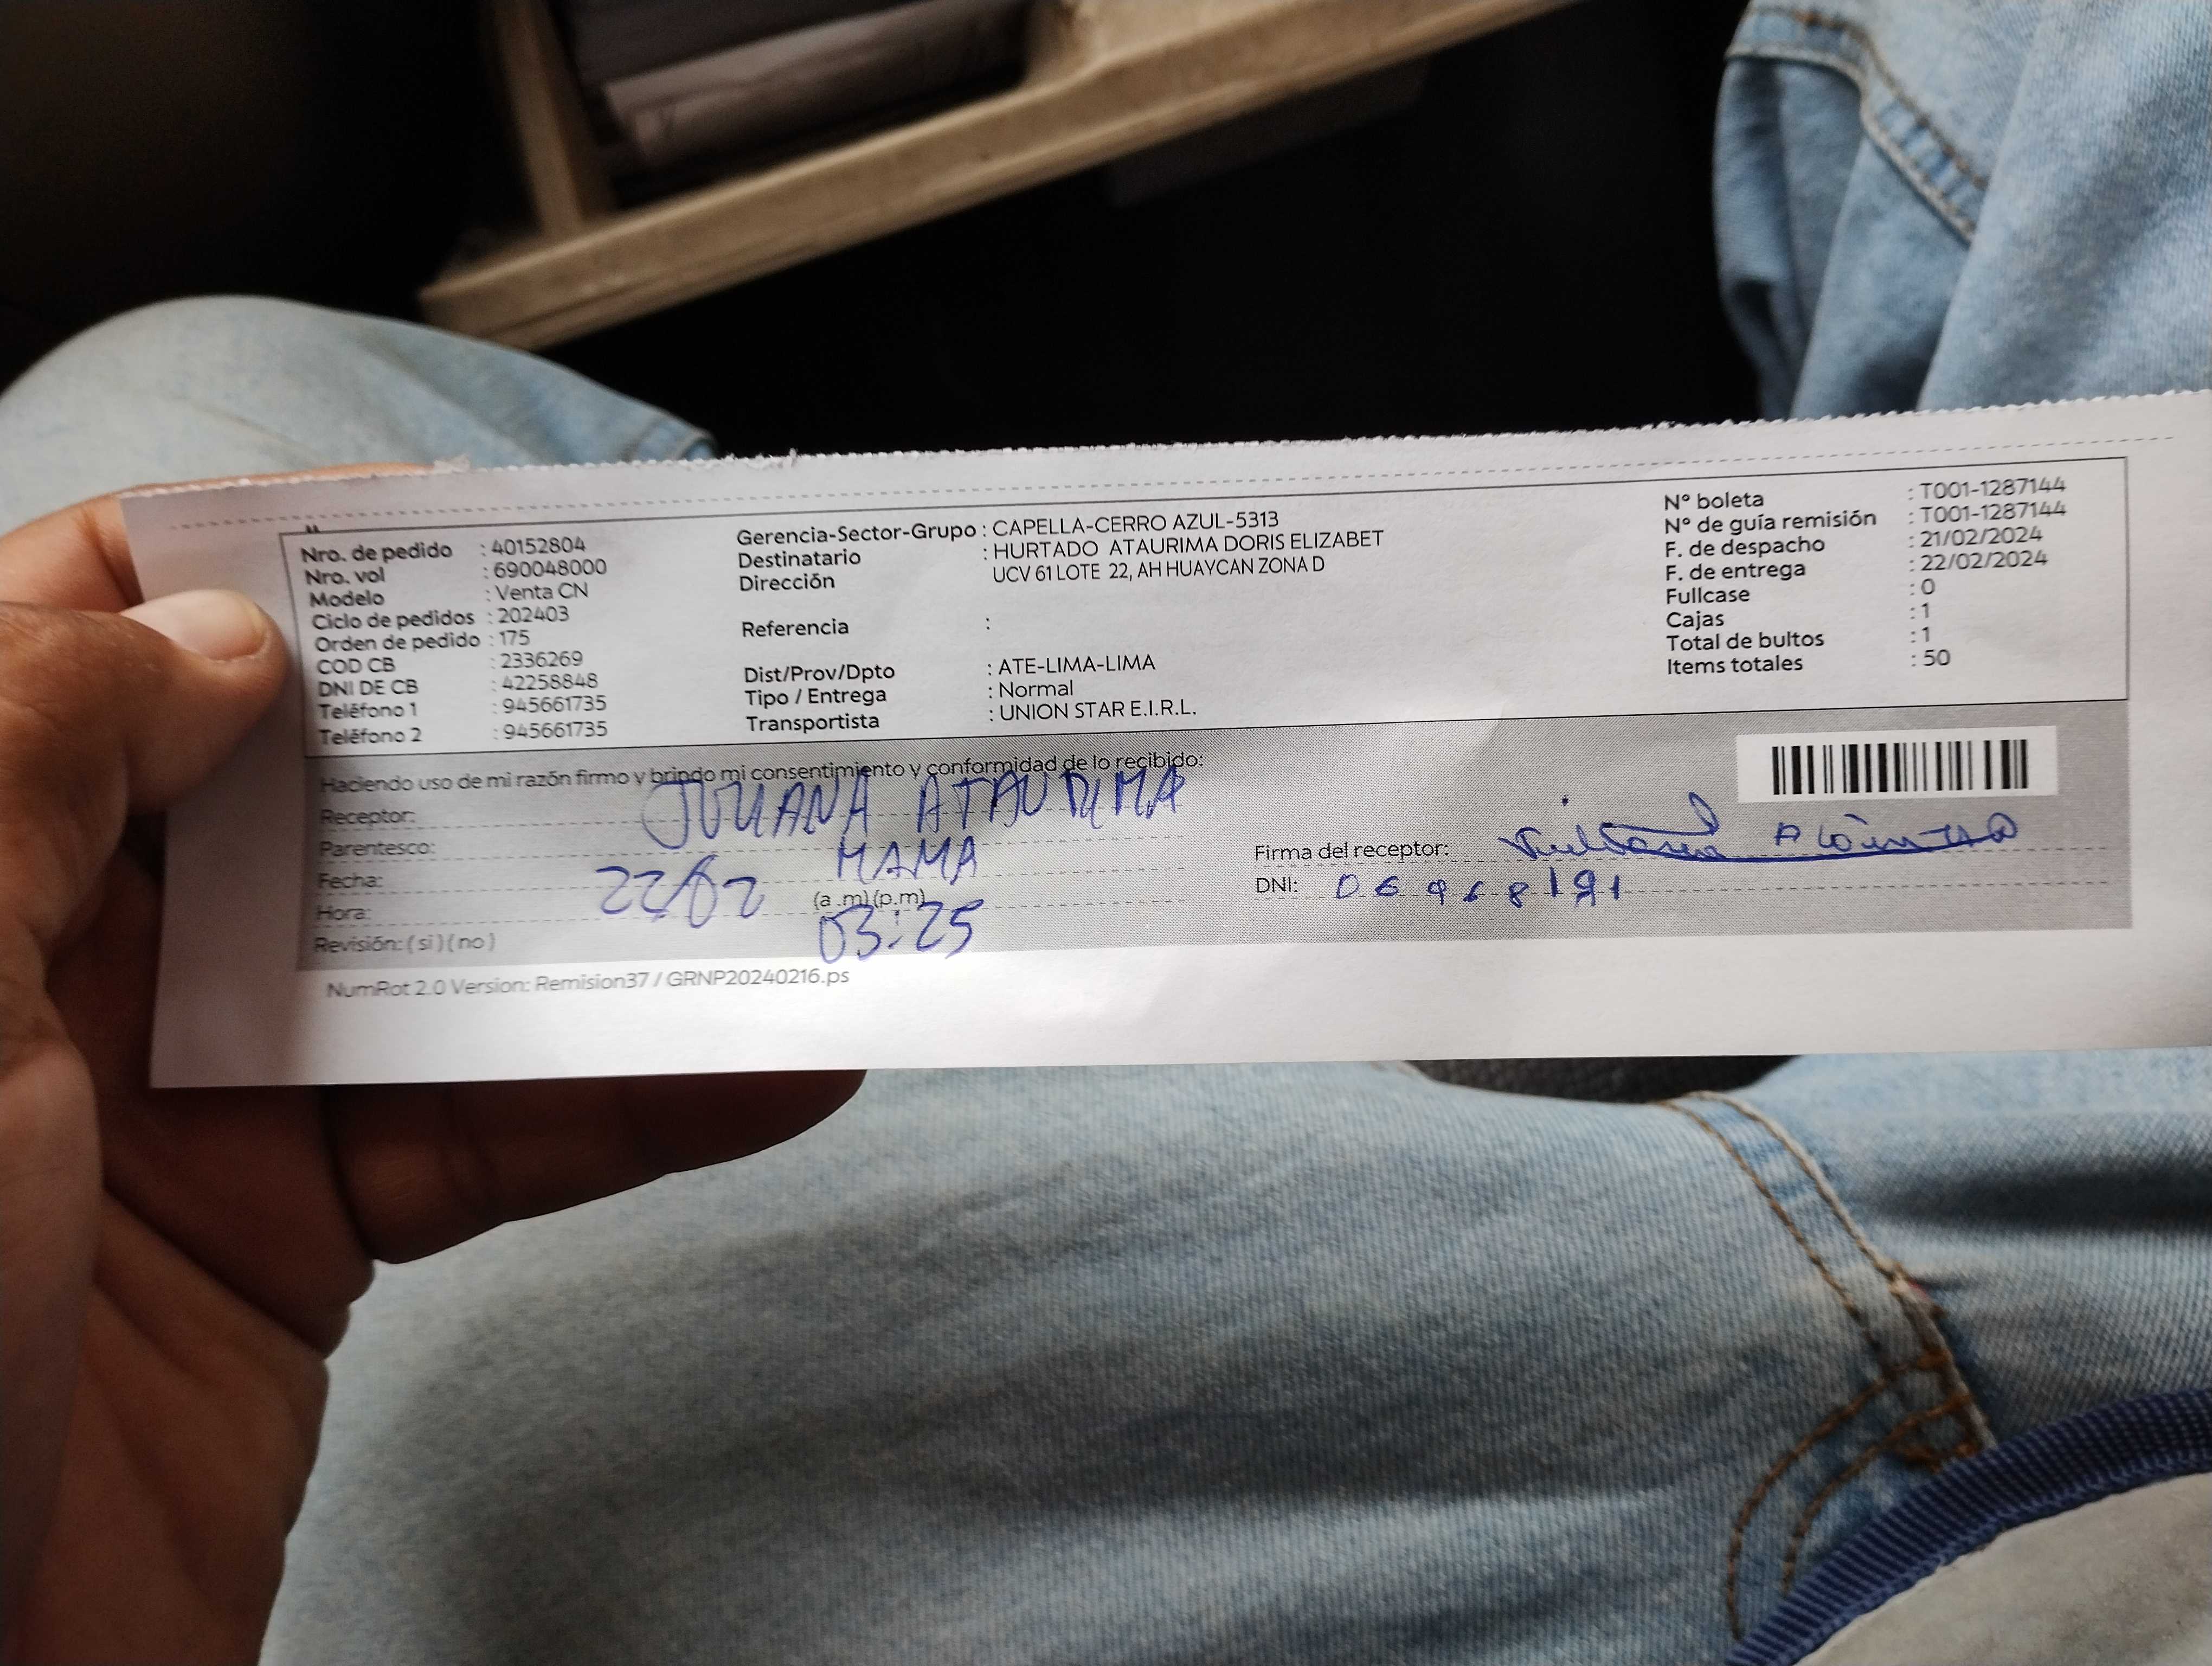 Nro. de pedido : 40152804
Nro. vol : 690048000
Modelo : Venta CN
Ciclo de pedidos : 202403
Orden de pedido : 175
COD CB : 2336269
DNI DE CB : 42258848
Teléfono 1 : 945661735
Teléfono 2 : 945661735
Gerencia-Sector-Grupo : CAPELLA-CERRO AZUL-5313
Destinatario : HURTADO ATAURIMA DORIS ELIZABET
Dirección UCV 61 LOTE 22, AH HUAYCAN ZONA D
Referencia :
Dist/Prov/Dpto : ATE-LIMA-LIMA
Tipo / Entrega : Normal
Transportista : UNION STAR E.I.R.L.
N° boleta : T001-1287144
N° de guía remisión : T001-1287144
F. de despacho : 21/02/2024
F. de entrega : 22/02/2024
Fullcase : 0
Cajas : 1
Total de bultos : 1
Items totales : 50
Haciendo uso de mi razón firmo y brindo mi consentimiento y conformidad de lo recibido:
Receptor: JULIANA ATAURIMA
Parentesco: MAMA
Fecha: 22/02
Hora: (a .m) (p.m) 03:25
Revisión: ( si ) ( no )
Firma del receptor:
DNI: 06968191
NumRot 2.0 Version: Remision37 / GRNP20240216.ps